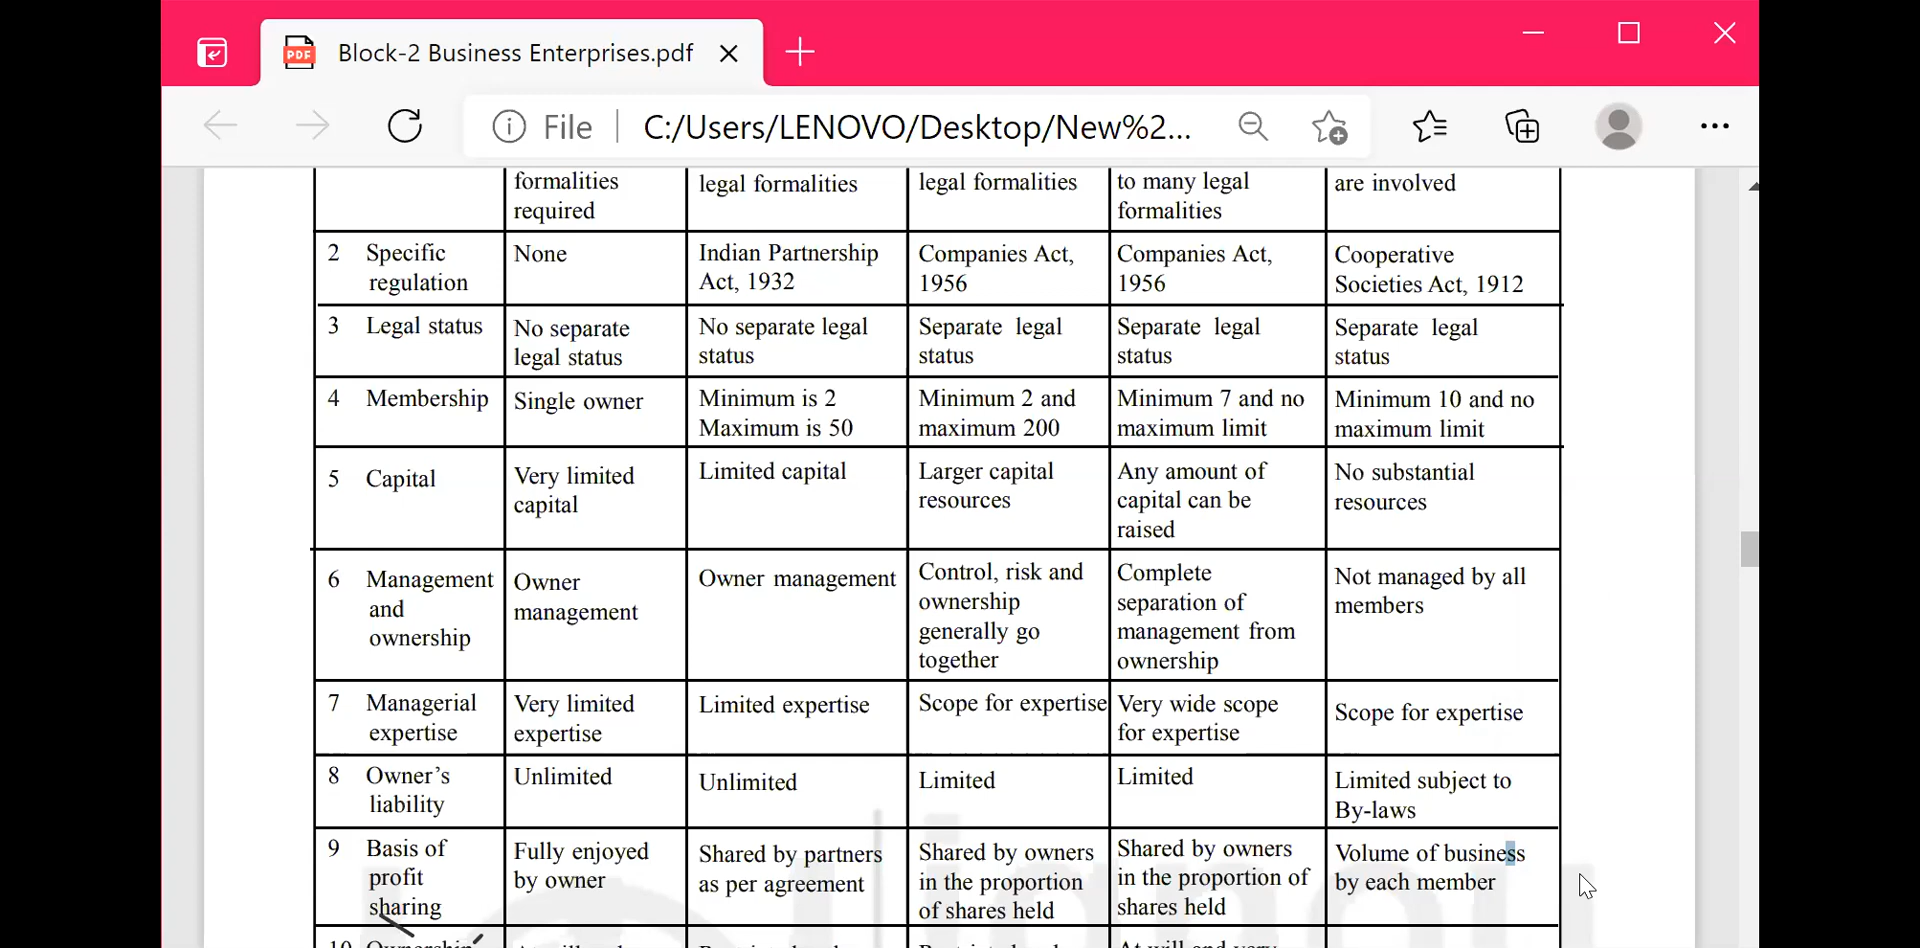 PDF Block-2 Business Enterprises.pdf
File C:/Users/LENOVO/Desktop/New%2...
formalities required
legal formalities
legal formalities
to many legal formalities
are involved
2 Specific regulation
None
Indian Partnership Act, 1932
Companies Act, 1956
Companies Act, 1956
Cooperative Societies Act, 1912
3 Legal status
No separate legal status
No separate legal status
Separate legal status
Separate legal status
Separate legal status
4 Membership
Single owner
Minimum is 2 Maximum is 50
Minimum 2 and maximum 200
Minimum 7 and no maximum limit
Minimum 10 and no maximum limit
5 Capital
Very limited capital
Limited capital
Larger capital resources
Any amount of capital can be raised
No substantial resources
6 Management and ownership
Owner management
Owner management
Control, risk and ownership generally go together
Complete separation of management from ownership
Not managed by all members
7 Managerial expertise
Very limited expertise
Limited expertise
Scope for expertise
Very wide scope for expertise
Scope for expertise
8 Owner’s liability
Unlimited
Unlimited
Limited
Limited
Limited subject to By-laws
9 Basis of profit sharing
Fully enjoyed by owner
Shared by partners as per agreement
Shared by owners in the proportion of shares held
Shared by owners in the proportion of shares held
Volume of business by each member
10 Ownership